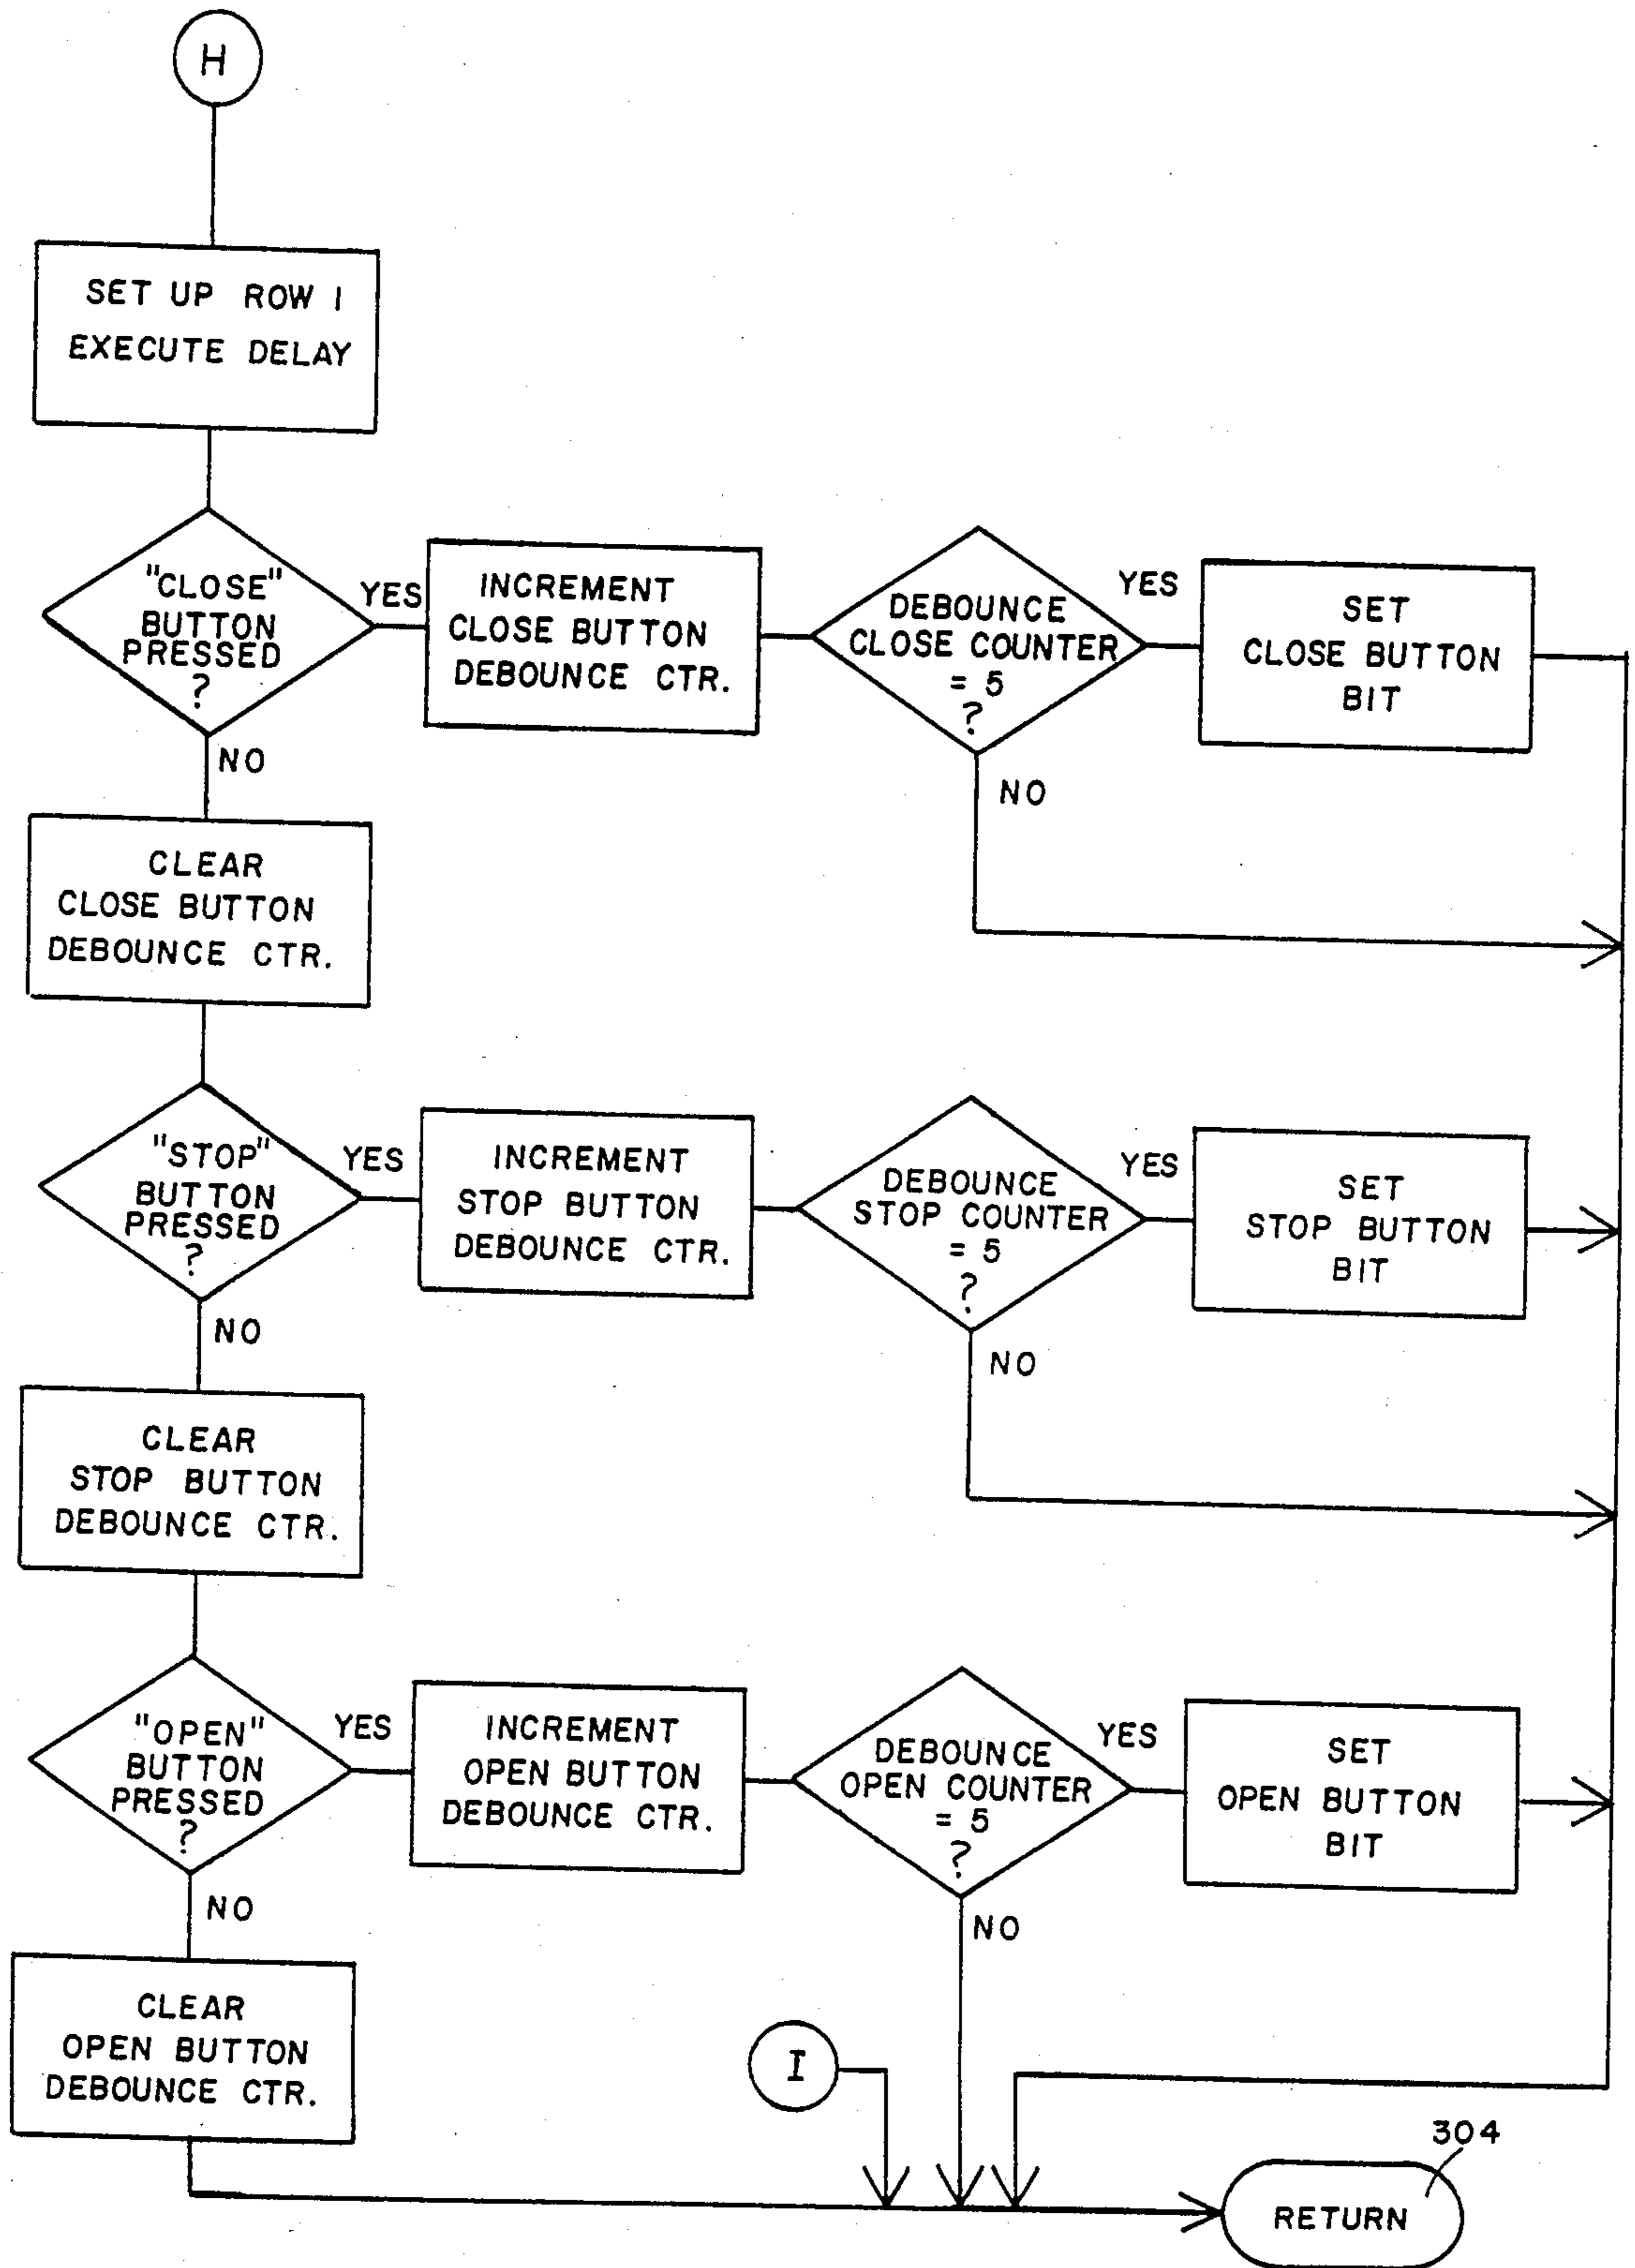 H
SET UP ROW 1
EXECUTE DELAY
"CLOSE"
BUTTON
PRESSED
?
YES
INCREMENT
CLOSE BUTTON
DEBOUNCE CTR.
DEBOUNCE
CLOSE COUNTER
= 5
?
YES
SET
CLOSE BUTTON
BIT
NO
NO
CLEAR
CLOSE BUTTON
DEBOUNCE CTR.
"STOP"
BUTTON
PRESSED
?
YES
INCREMENT
STOP BUTTON
DEBOUNCE CTR.
DEBOUNCE
STOP COUNTER
= 5
?
YES
SET
STOP BUTTON
BIT
NO
NO
CLEAR
STOP BUTTON
DEBOUNCE CTR.
"OPEN"
BUTTON
PRESSED
?
YES
INCREMENT
OPEN BUTTON
DEBOUNCE CTR.
DEBOUNCE
OPEN COUNTER
= 5
?
YES
SET
OPEN BUTTON
BIT
NO
NO
CLEAR
OPEN BUTTON
DEBOUNCE CTR.
I
304
RETURN